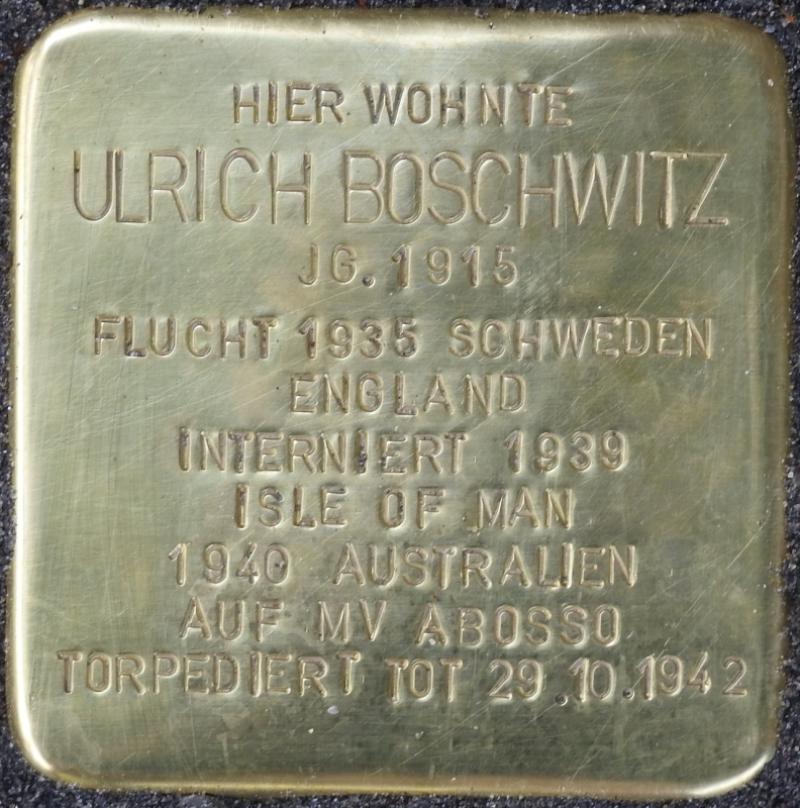 HIER WOHNTE
ULRICH BOSCHWITZ
JG. 1915
FLUCHT 1935 SCHWEDEN
ENGLAND
INTERNIERT 1939
ISLE OF MAN
1940 AUSTRALIEN
AUF MV ABOSSO
TORPEDIERT TOT 29.10.1942